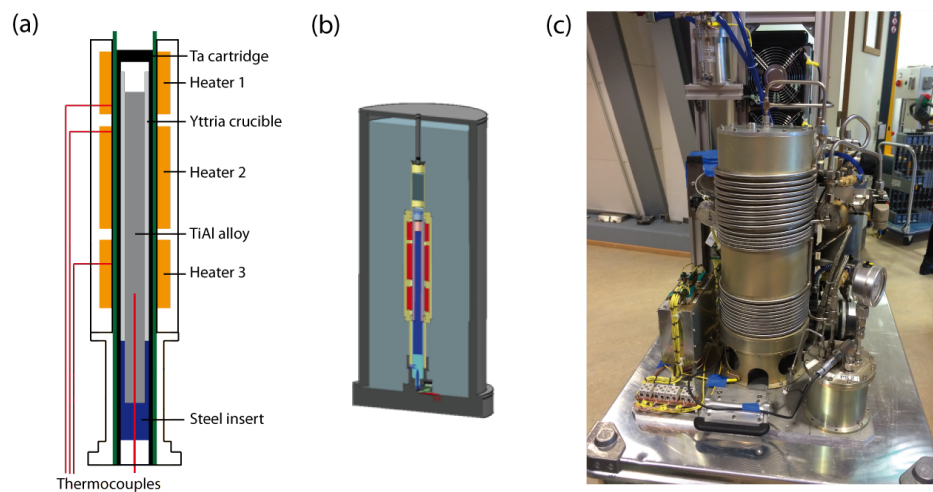 (a)
Ta cartridge
Heater 1
Yttria crucible
Heater 2
TiAl alloy
Heater 3
Steel insert
Thermocouples
(b)
(c)